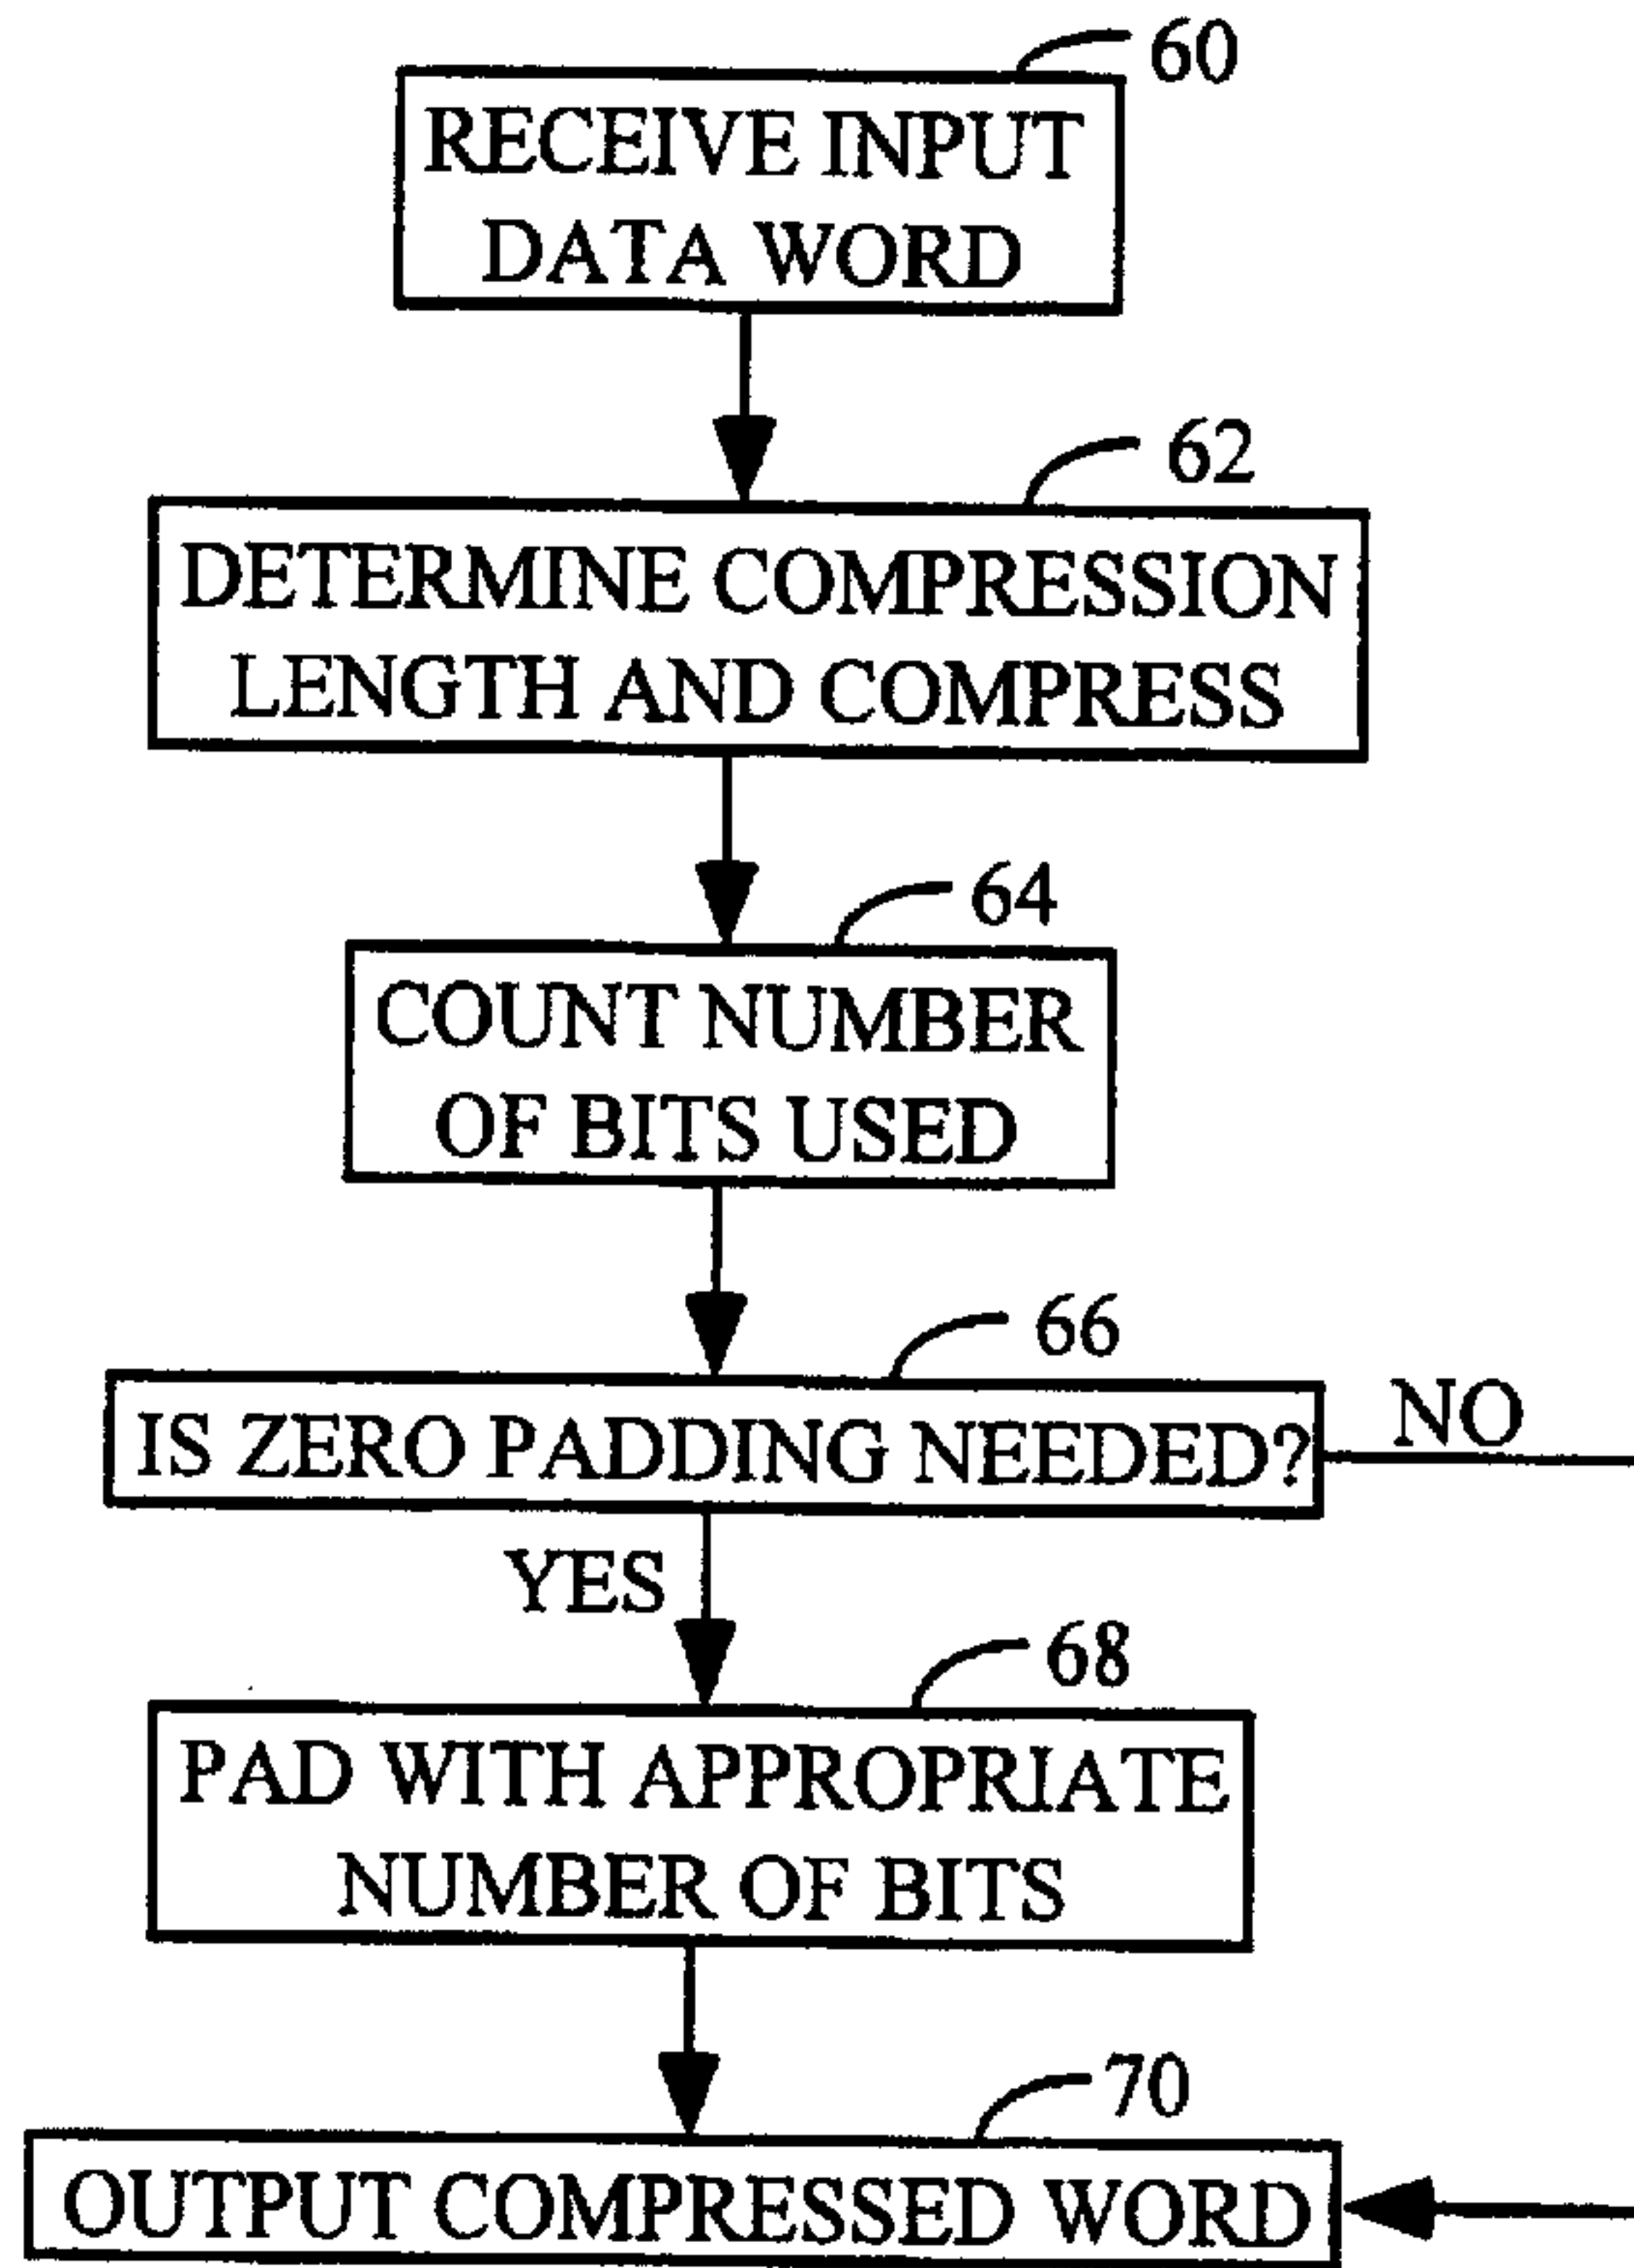 60
RECEIVE INPUT
DATA WORD
62
DETERMINE COMPRESSION
LENGTH AND COMPRESS
64
COUNT NUMBER
OF BITS USED
66
IS ZERO PADDING NEEDED?
NO
YES
68
PAD WITH APPROPRIATE
NUMBER OF BITS
70
OUTPUT COMPRESSED WORD